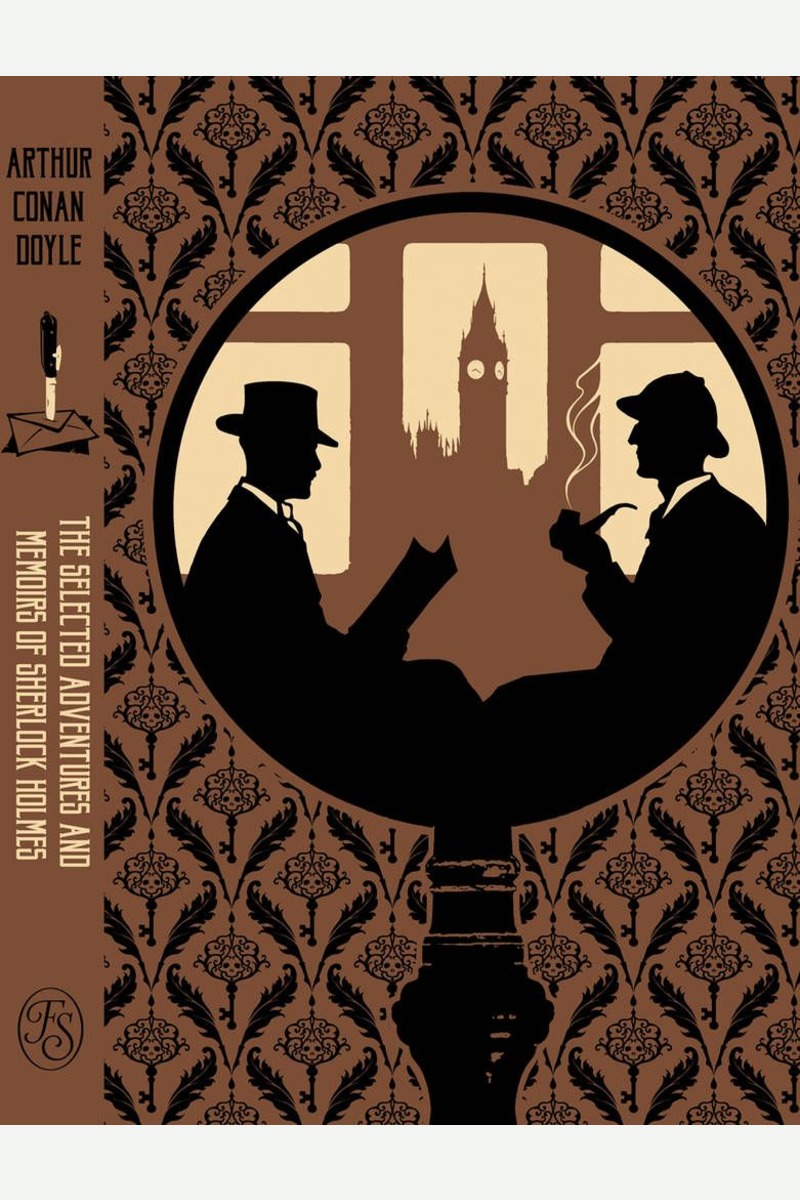 ARTHUR
CONAN
DOYLE
THE SELECTED ADVENTURES AND
MEMOIRS OF SHERLOCK HOLMES
FS